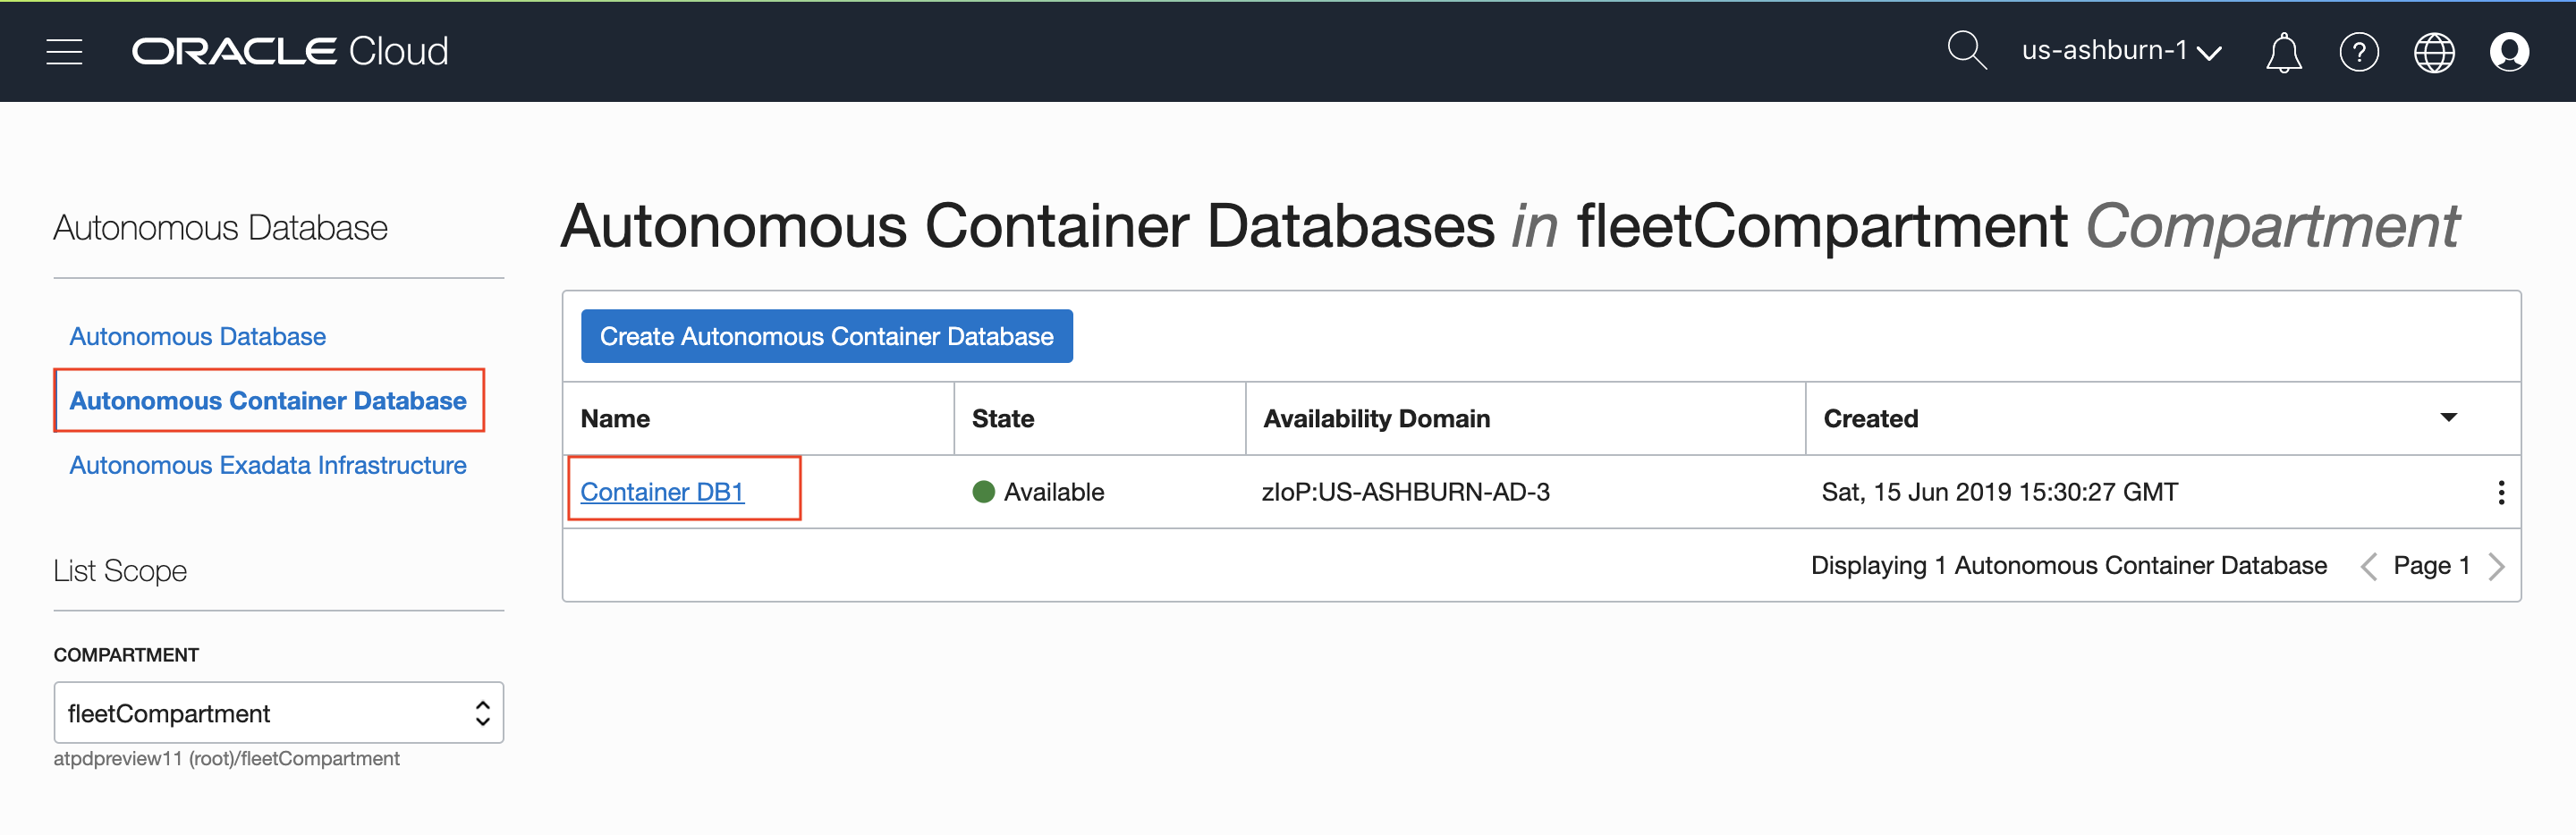 ORACLE Cloud
us-ashburn-1
?
Autonomous Database
Autonomous Database
Autonomous Container Database
Autonomous Exadata Infrastructure
List Scope
COMPARTMENT
fleetCompartment
atpdpreview11 (root)/fleetCompartment
Autonomous Container Databases in fleetCompartment Compartment
Create Autonomous Container Database
Name State Availability Domain Created
Container DB1 Available zIoP:US-ASHBURN-AD-3 Sat, 15 Jun 2019 15:30:27 GMT
Displaying 1 Autonomous Container Database Page 1